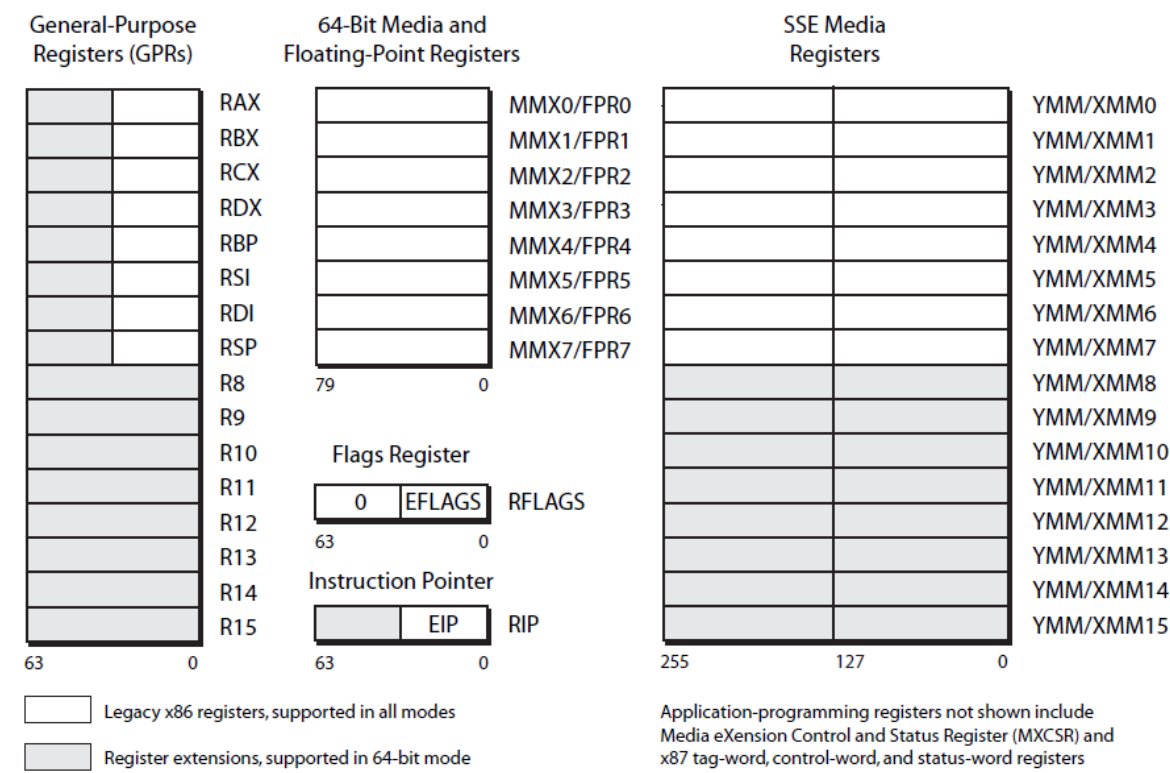 General-Purpose
Registers (GPRs)
RAX
RBX
RCX
RDX
RBP
RSI
RDI
RSP
R8
R9
R10
R11
R12
R13
R14
R15
63 0
64-Bit Media and
Floating-Point Registers
MMX0/FPR0
MMX1/FPR1
MMX2/FPR2
MMX3/FPR3
MMX4/FPR4
MMX5/FPR5
MMX6/FPR6
MMX7/FPR7
79 0
Flags Register
0 EFLAGS RFLAGS
63 0
Instruction Pointer
EIP RIP
63 0
SSE Media
Registers
YMM/XMM0
YMM/XMM1
YMM/XMM2
YMM/XMM3
YMM/XMM4
YMM/XMM5
YMM/XMM6
YMM/XMM7
YMM/XMM8
YMM/XMM9
YMM/XMM10
YMM/XMM11
YMM/XMM12
YMM/XMM13
YMM/XMM14
YMM/XMM15
255 127 0
Legacy x86 registers, supported in all modes
Register extensions, supported in 64-bit mode
Application-programming registers not shown include
Media eXension Control and Status Register (MXCSR) and
x87 tag-word, control-word, and status-word registers